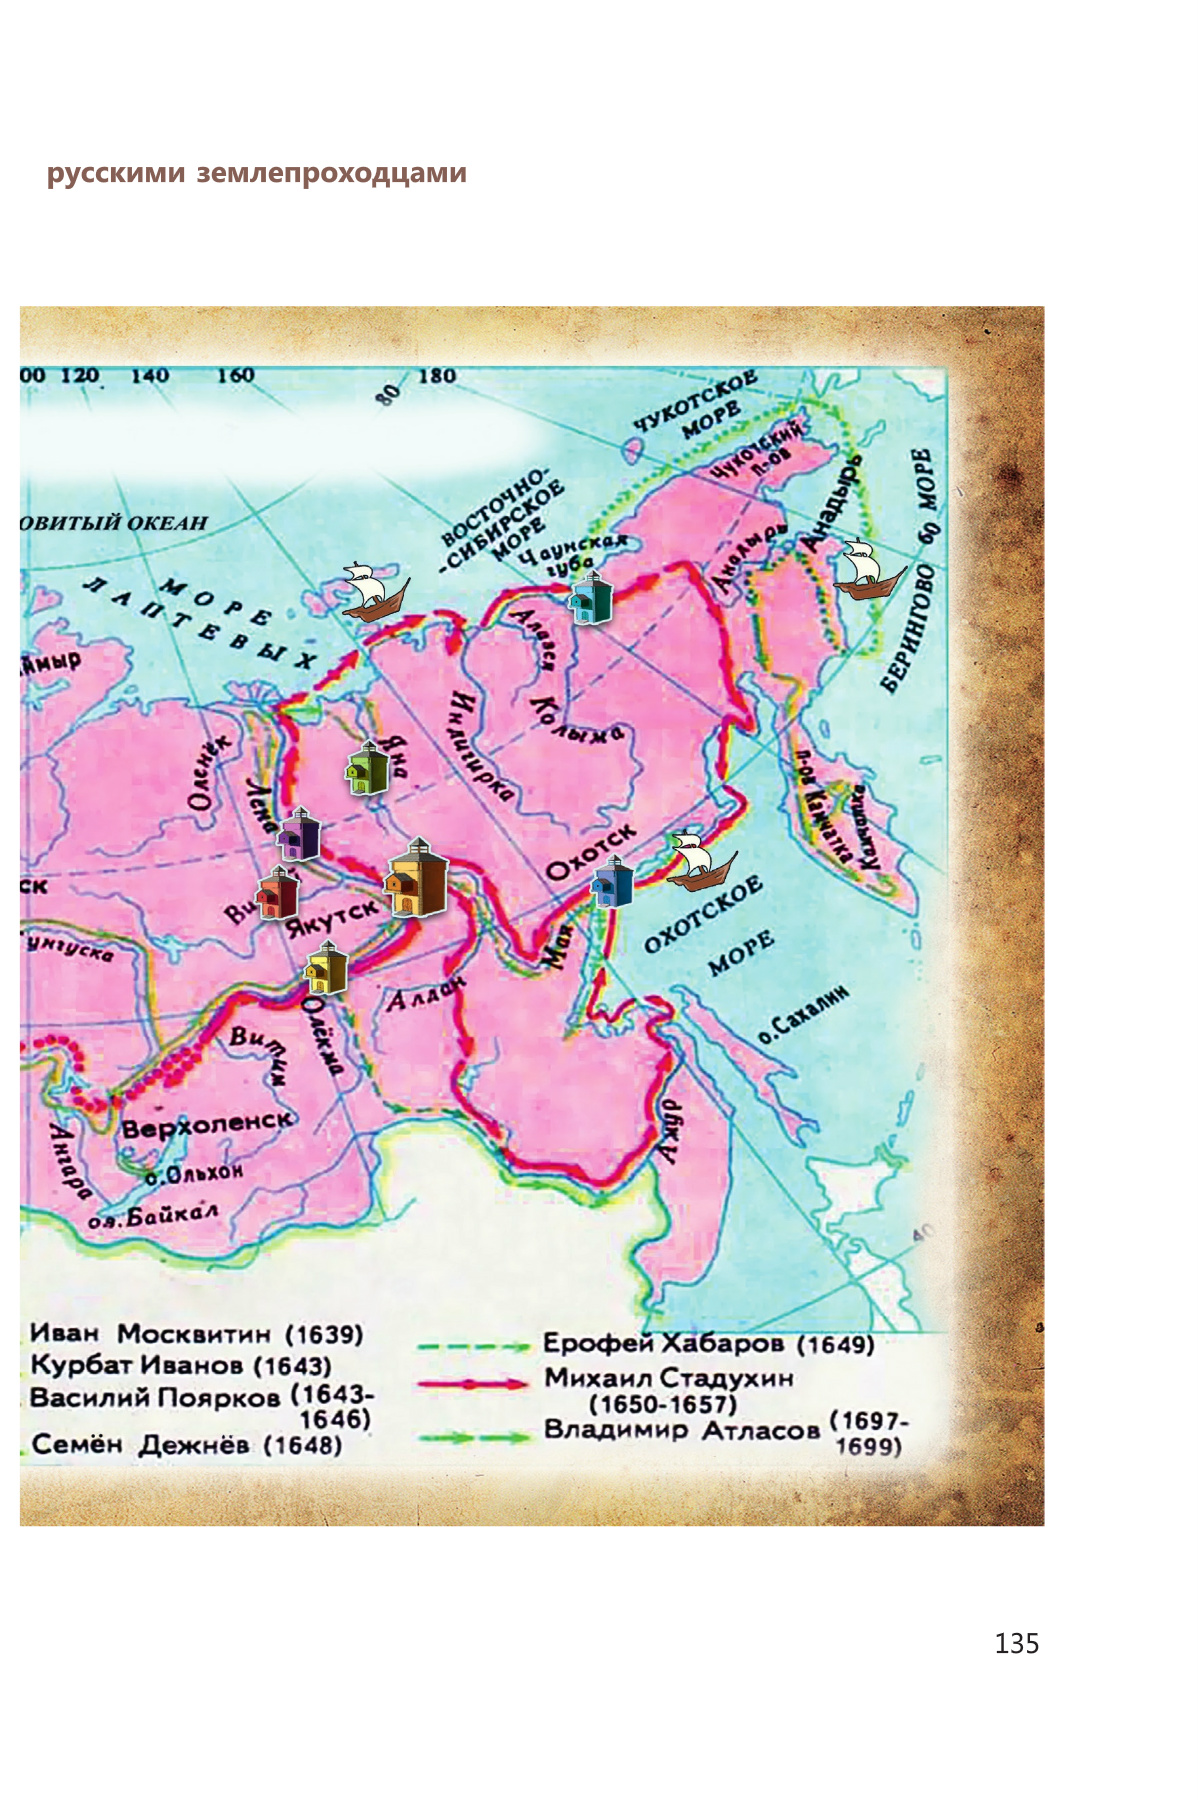 русскими землепроходцами
00 120 140 160 80 180
ЧУКОТСКОЕ
МОРЕ
Чукотский
п-ов
ВОСТОЧНО-
-СИБИРСКОЕ
МОРЕ
ОВИТЫЙ ОКЕАН
Чаунская
губа
Анадырь
Анадырь
БЕРИНГОВО 60 МОРЕ
МОРЕ
ЛАПТЕВЫХ
ймыр
Алазея
Колыма
Индигирка
Яна
Оленёк
Лена
п-ов Камчатка
Камчатка
Охотск
ОХОТСКОЕ
МОРЕ
ск
Ви
Якутск
Мая
унгуска
Алдан
о.Сахалин
Олёкма
Витим
Верхоленск
Ангара
о.Ольхон
оз.Байкал
Амур
40
Иван Москвитин (1639)
Курбат Иванов (1643)
Василий Поярков (1643-
1646)
Семён Дежнёв (1648)
Ерофей Хабаров (1649)
Михаил Стадухин
(1650-1657)
Владимир Атласов (1697-
1699)
135